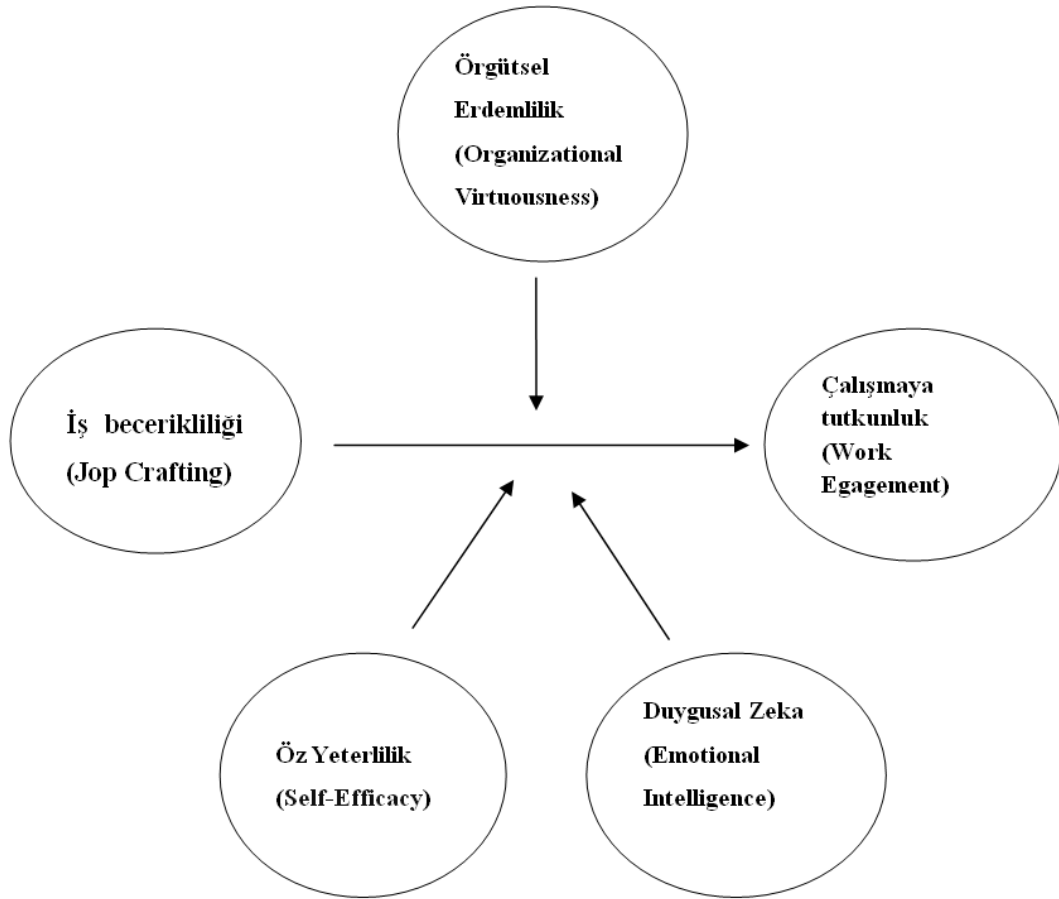 Örgütsel
Erdemlilik
(Organizational
Virtuousness)
İş becerikliliği
(Jop Crafting)
Çalışmaya
tutkunluk
(Work
Egagement)
Öz Yeterlilik
(Self-Efficacy)
Duygusal Zeka
(Emotional
Intelligence)